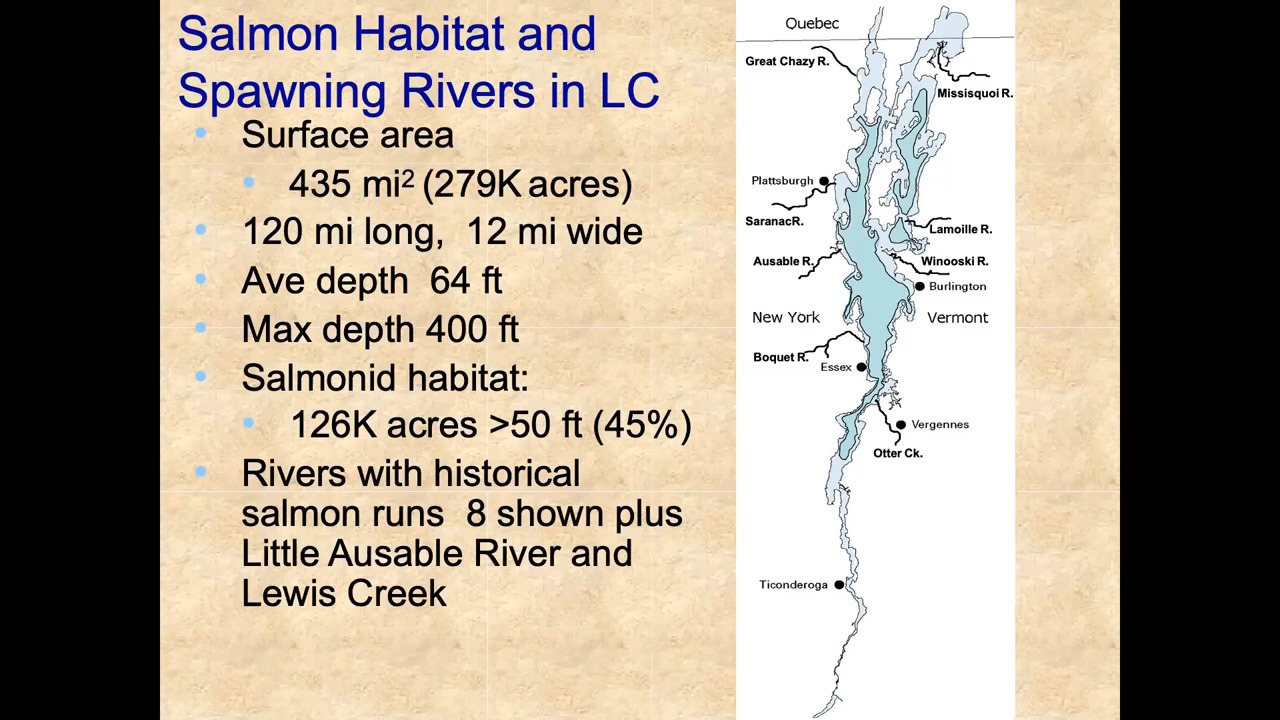 Salmon Habitat and
Spawning Rivers in LC
• Surface area
• 435 mi² (279K acres)
• 120 mi long, 12 mi wide
• Ave depth 64 ft
• Max depth 400 ft
• Salmonid habitat:
• 126K acres >50 ft (45%)
• Rivers with historical
salmon runs 8 shown plus
Little Ausable River and
Lewis Creek
Quebec
Great Chazy R.
Missisquoi R.
Plattsburgh
SaranacR.
Lamoille R.
Ausable R.
Winooski R.
Burlington
New York
Vermont
Boquet R.
Essex
Vergennes
Otter Ck.
Ticonderoga